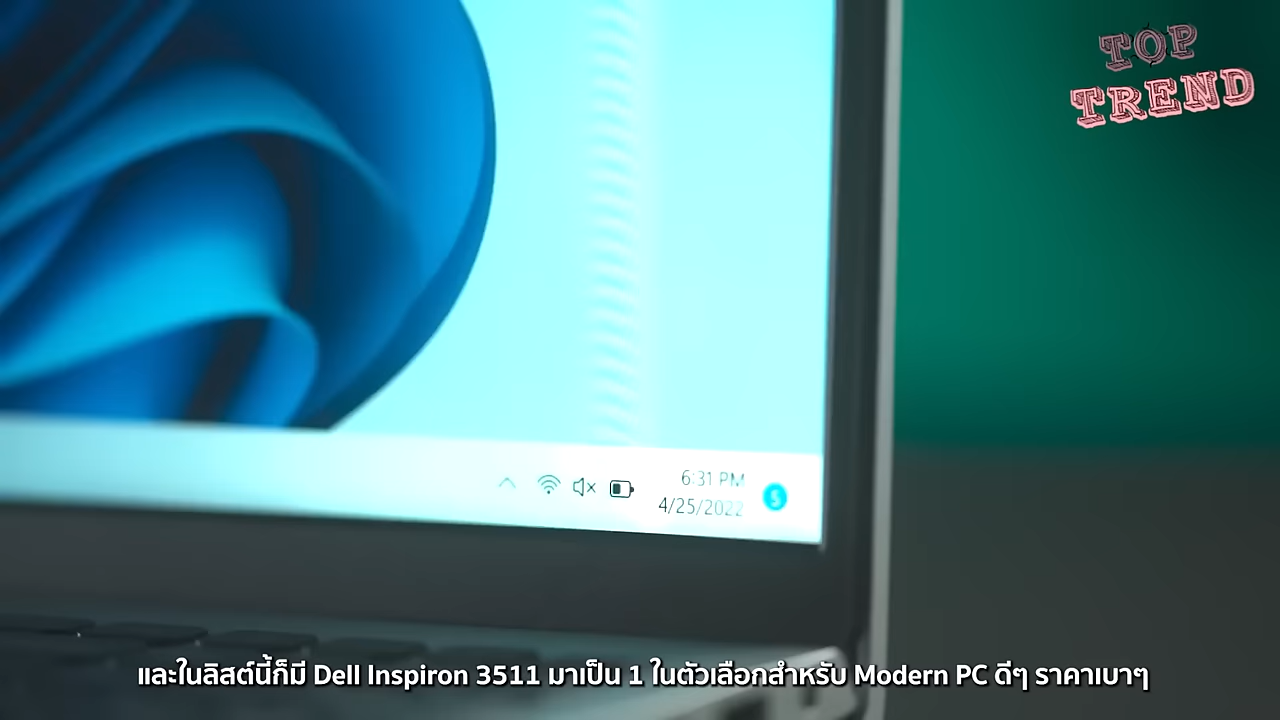 TOP
TREND
6:31 PM
4/25/2022
5
และในลิสต์นี้ก็มี Dell Inspiron 3511 มาเป็น 1 ในตัวเลือกสำหรับ Modern PC ดีๆ ราคาเบาๆ